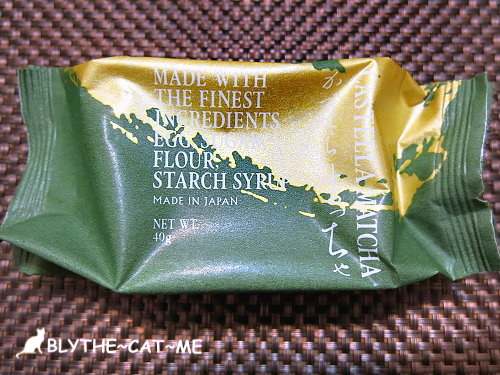 MADE WITH
THE FINEST
INGREDIENTS
EGG
FLOUR,
STARCH SYRUP
MADE IN JAPAN
NET WT.
40g
CASTELLA MATCHA
BLYTHE~CAT~ME